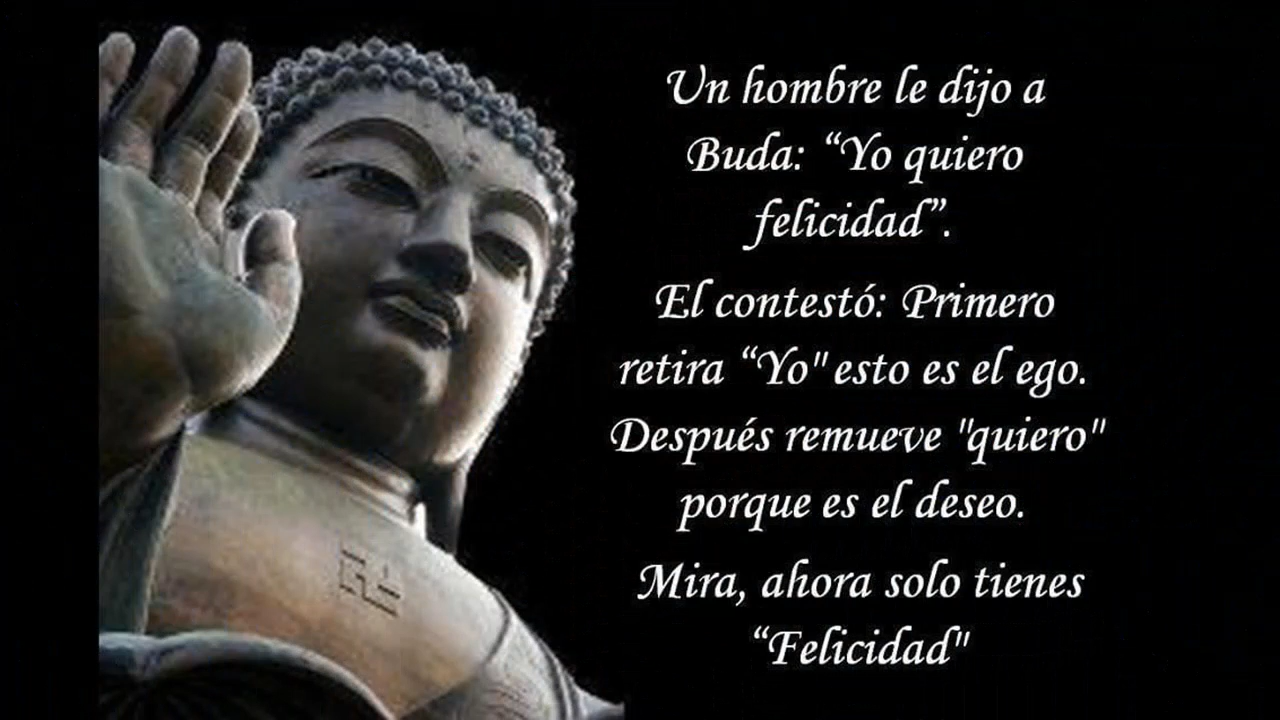 Un hombre le dijo a
Buda: “Yo quiero
felicidad”.
El contestó: Primero
retira “Yo" esto es el ego.
Después remueve "quiero"
porque es el deseo.
Mira, ahora solo tienes
“Felicidad"